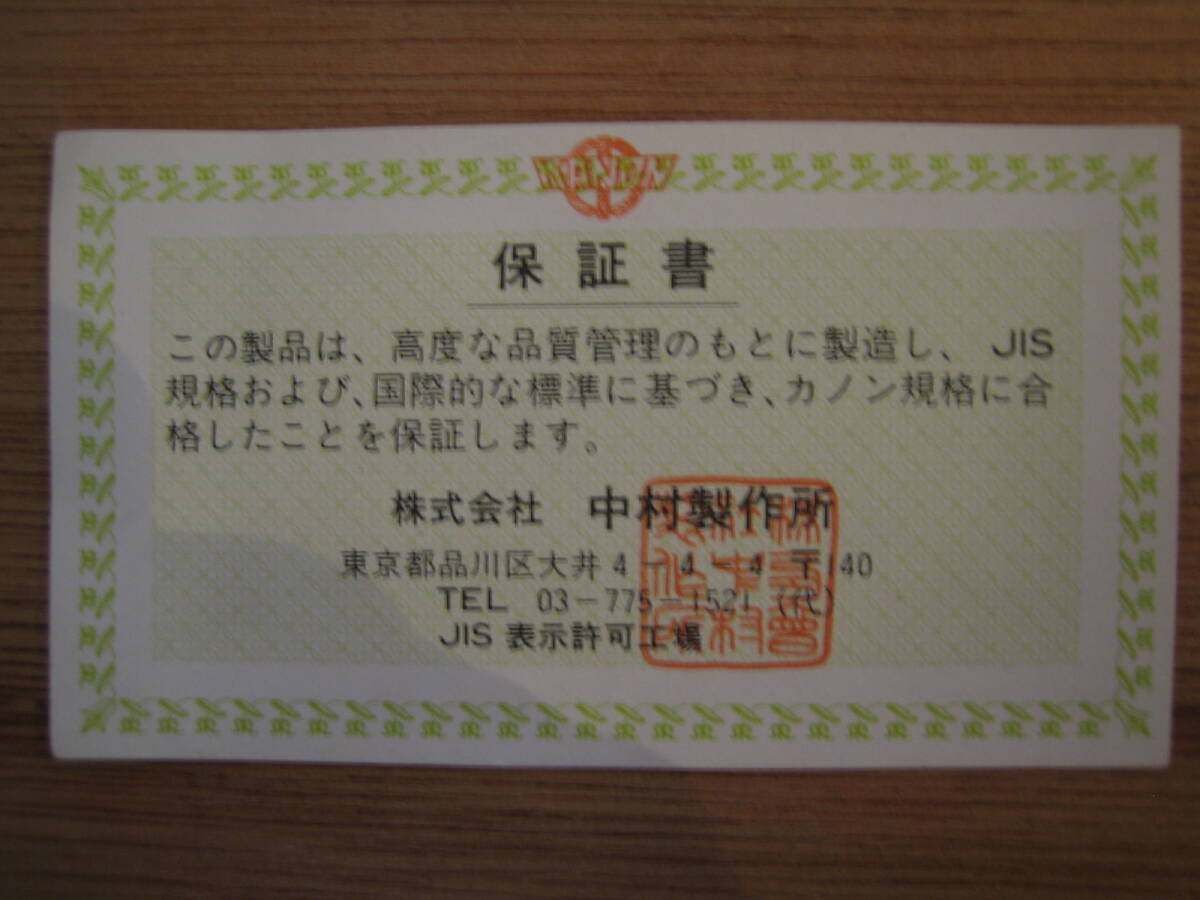 KANON
保証書
この製品は、高度な品質管理のもとに製造し、JIS
規格および、国際的な標準に基づき、カノン規格に合
格したことを保証します。
株式会社 中村製作所
東京都品川区大井4-4-4 〒140
TEL 03-775-1521 (代)
JIS 表示許可工場